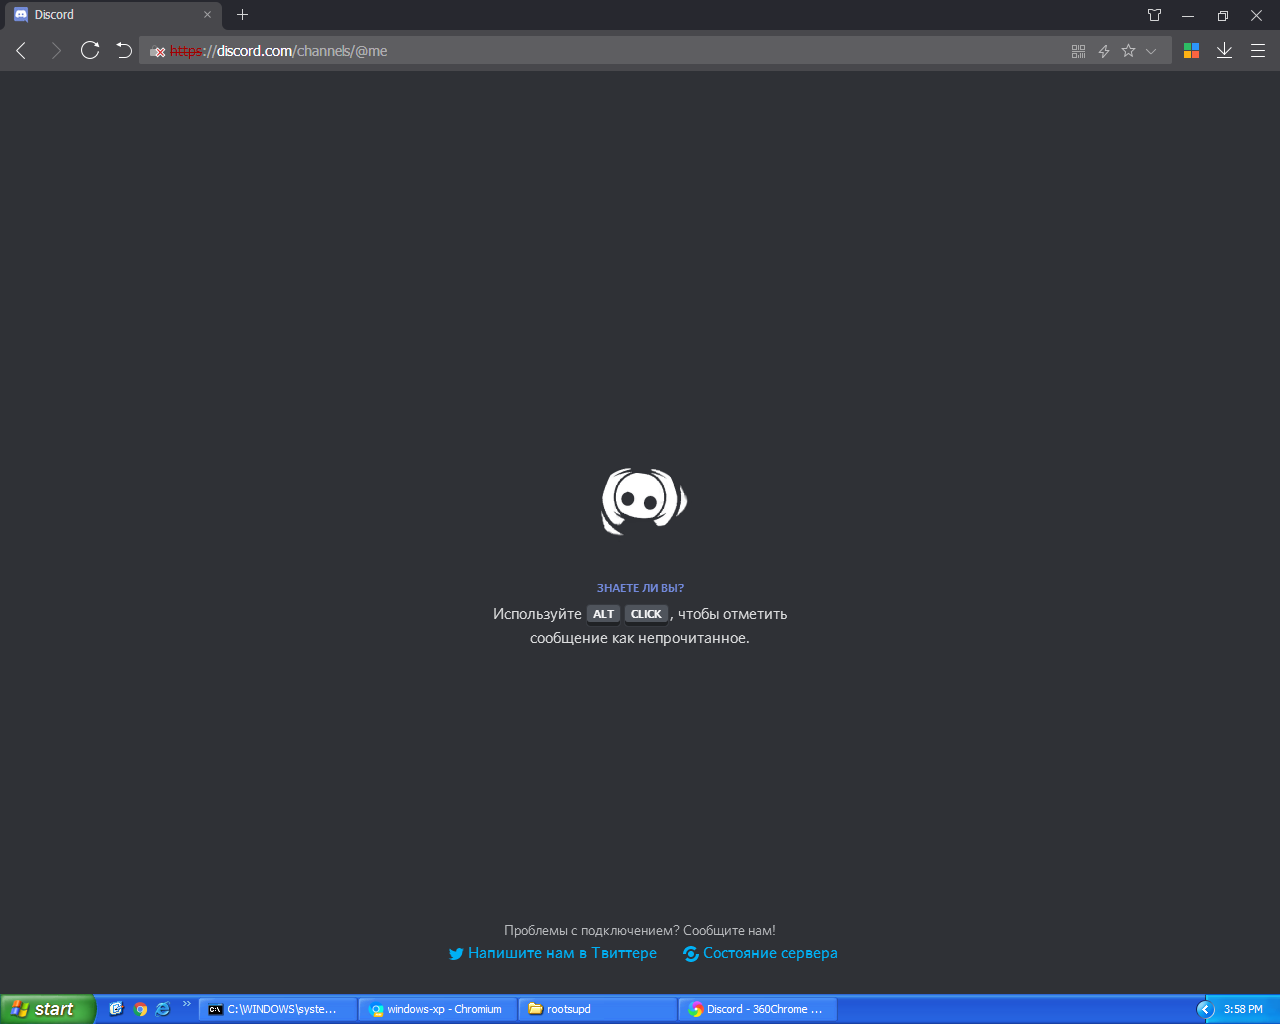 Discord
https://discord.com/channels/@me
ЗНАЕТЕ ЛИ ВЫ?
Используйте ALT CLICK, чтобы отметить
сообщение как непрочитанное.
Проблемы с подключением? Сообщите нам!
Напишите нам в Твиттере Состояние сервера
start C:\WINDOWS\syste... windows-xp - Chromium rootsupd Discord - 360Chrome ... 3:58 PM